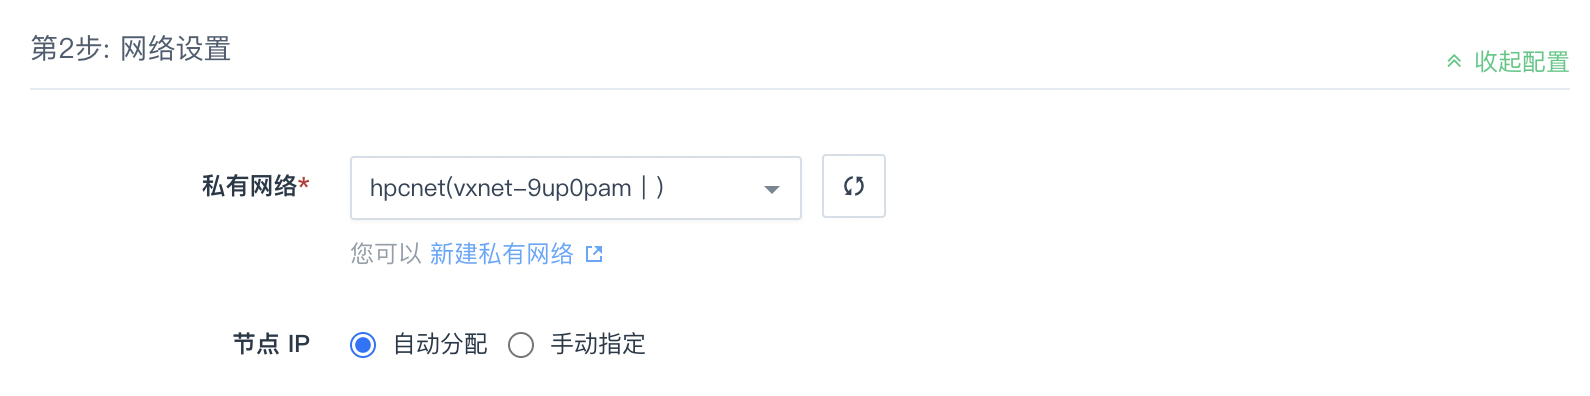 第2步: 网络设置
收起配置
私有网络* hpcnet(vxnet-9up0pam | )
您可以 新建私有网络
节点 IP 自动分配 手动指定